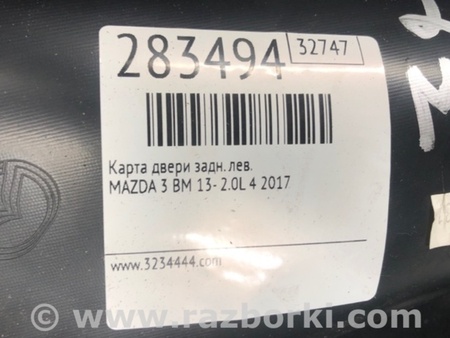 283494
32747
Карта двери задн. лев.
MAZDA 3 BM 13- 2.0L 4 2017
www.3234444.com
www.razborki.com